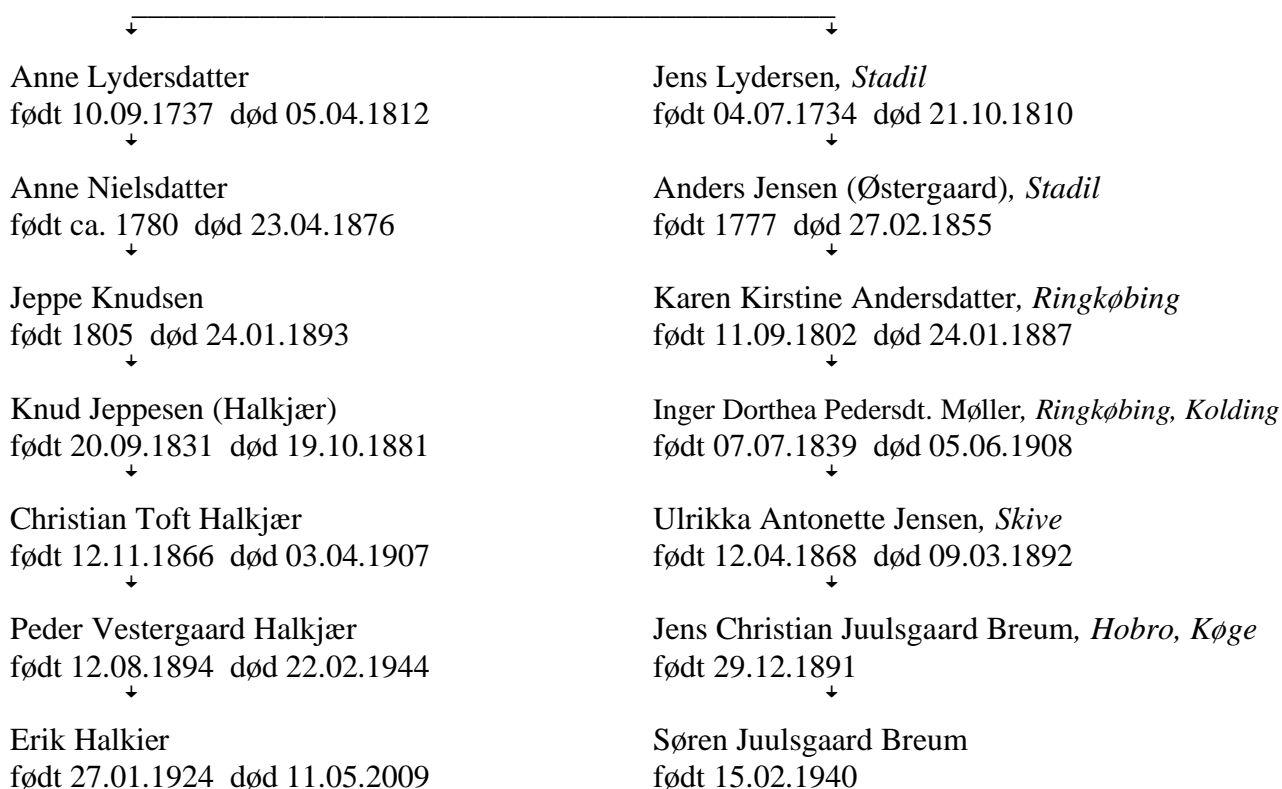 Anne Lydersdatter
født 10.09.1737 død 05.04.1812
Anne Nielsdatter
født ca. 1780 død 23.04.1876
Jeppe Knudsen
født 1805 død 24.01.1893
Knud Jeppesen (Halkjær)
født 20.09.1831 død 19.10.1881
Christian Toft Halkjær
født 12.11.1866 død 03.04.1907
Peder Vestergaard Halkjær
født 12.08.1894 død 22.02.1944
Erik Halkier
født 27.01.1924 død 11.05.2009
Jens Lydersen, Stadil
født 04.07.1734 død 21.10.1810
Anders Jensen (Østergaard), Stadil
født 1777 død 27.02.1855
Karen Kirstine Andersdatter, Ringkøbing
født 11.09.1802 død 24.01.1887
Inger Dorthea Pedersdt. Møller, Ringkøbing, Kolding
født 07.07.1839 død 05.06.1908
Ulrikka Antonette Jensen, Skive
født 12.04.1868 død 09.03.1892
Jens Christian Juulsgaard Breum, Hobro, Køge
født 29.12.1891
Søren Juulsgaard Breum
født 15.02.1940